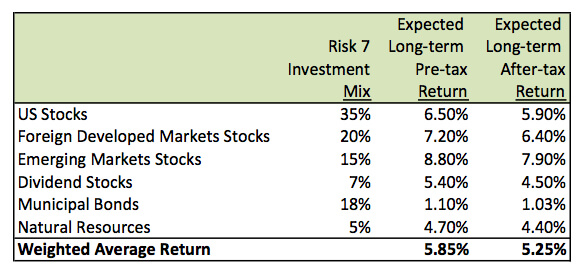 Expected Expected
Risk 7 Long-term Long-term
Investment Pre-tax After-tax
Mix Return Return
US Stocks 35% 6.50% 5.90%
Foreign Developed Markets Stocks 20% 7.20% 6.40%
Emerging Markets Stocks 15% 8.80% 7.90%
Dividend Stocks 7% 5.40% 4.50%
Municipal Bonds 18% 1.10% 1.03%
Natural Resources 5% 4.70% 4.40%
Weighted Average Return 5.85% 5.25%